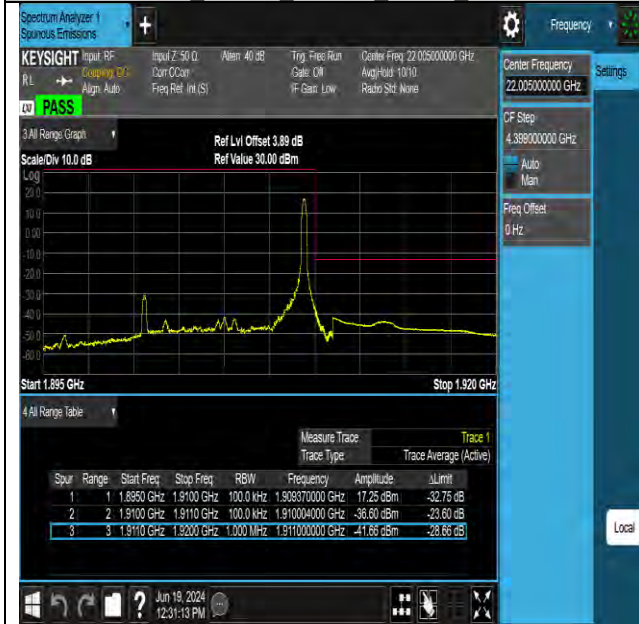 Spectrum Analyzer 1
Spurious Emissions
+
Frequency
KEYSIGHT Input: RF Input Z: 50 Ω Atten: 40 dB Trig: Free Run Center Freq: 22.005000000 GHz
RL Coupling: DC Corr CCorr Gate: Off Avg|Hold: 10/10
Align: Auto Freq Ref: Int (S) IF Gain: Low Radio Std: None
PASS
Center Frequency
22.005000000 GHz
Settings
CF Step
4.399000000 GHz
Auto
Man
Freq Offset
0 Hz
3 All Range Graph
Ref Lvl Offset 3.89 dB
Scale/Div 10.0 dB Ref Value 30.00 dBm
Log
20.0
10.0
0.00
-10.0
-20.0
-30.0
-40.0
-50.0
-60.0
Start 1.895 GHz Stop 1.920 GHz
4 All Range Table
Measure Trace Trace 1
Trace Type Trace Average (Active)
Spur Range Start Freq Stop Freq RBW Frequency Amplitude ΔLimit
1 1 1.8950 GHz 1.9100 GHz 100.0 kHz 1.909370000 GHz 17.25 dBm -32.75 dB
2 2 1.9100 GHz 1.9110 GHz 100.0 kHz 1.910004000 GHz -36.60 dBm -23.60 dB
3 3 1.9110 GHz 1.9200 GHz 1.000 MHz 1.911000000 GHz -41.66 dBm -28.66 dB
Local
? Jun 19, 2024
12:31:13 PM